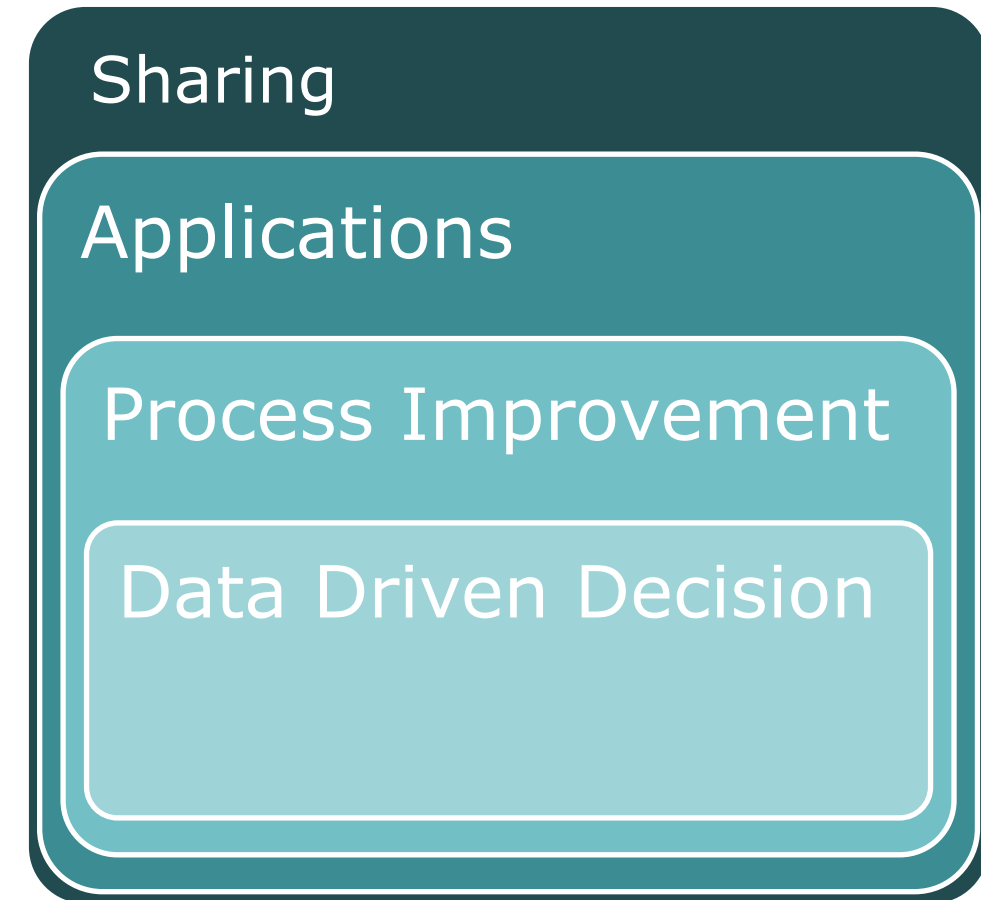 Sharing
Applications
Process Improvement
Data Driven Decision